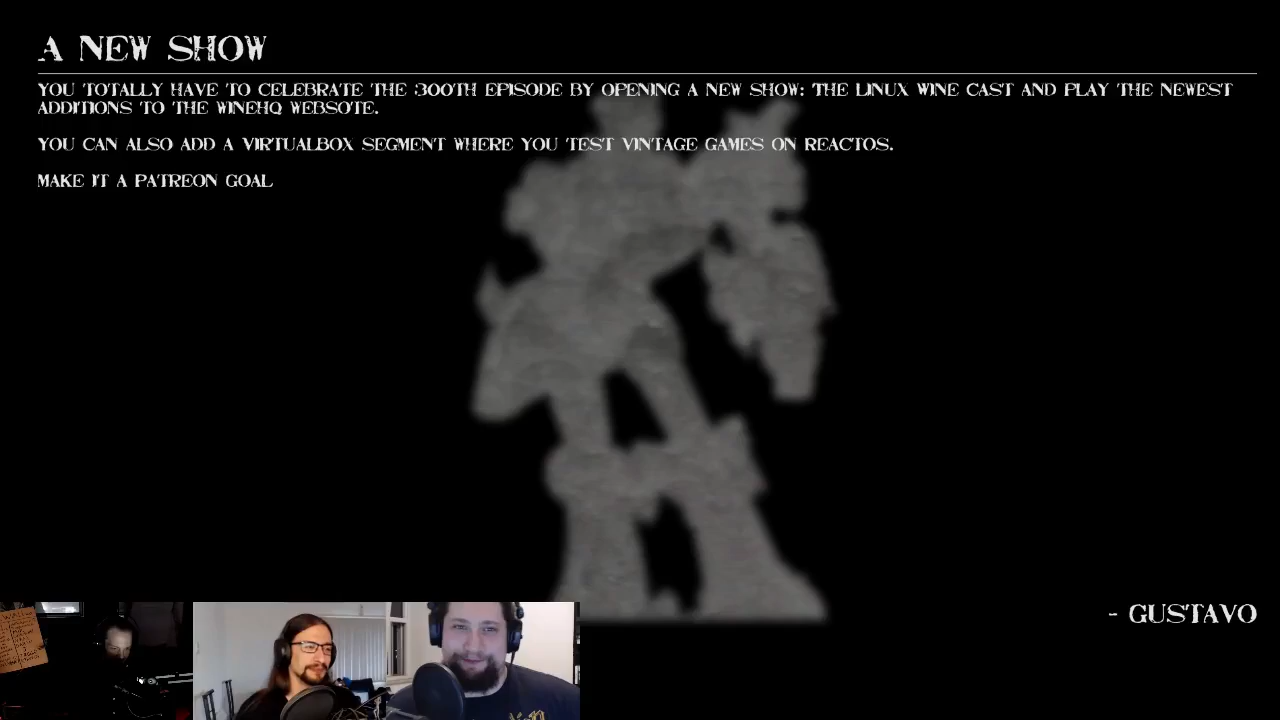 A NEW SHOW
YOU TOTALLY HAVE TO CELEBRATE THE 300TH EPISODE BY OPENING A NEW SHOW: THE LINUX WINE CAST AND PLAY THE NEWEST
ADDITIONS TO THE WINEHQ WEBSOTE.
YOU CAN ALSO ADD A VIRTUALBOX SEGMENT WHERE YOU TEST VINTAGE GAMES ON REACTOS.
MAKE IT A PATREON GOAL
- GUSTAVO